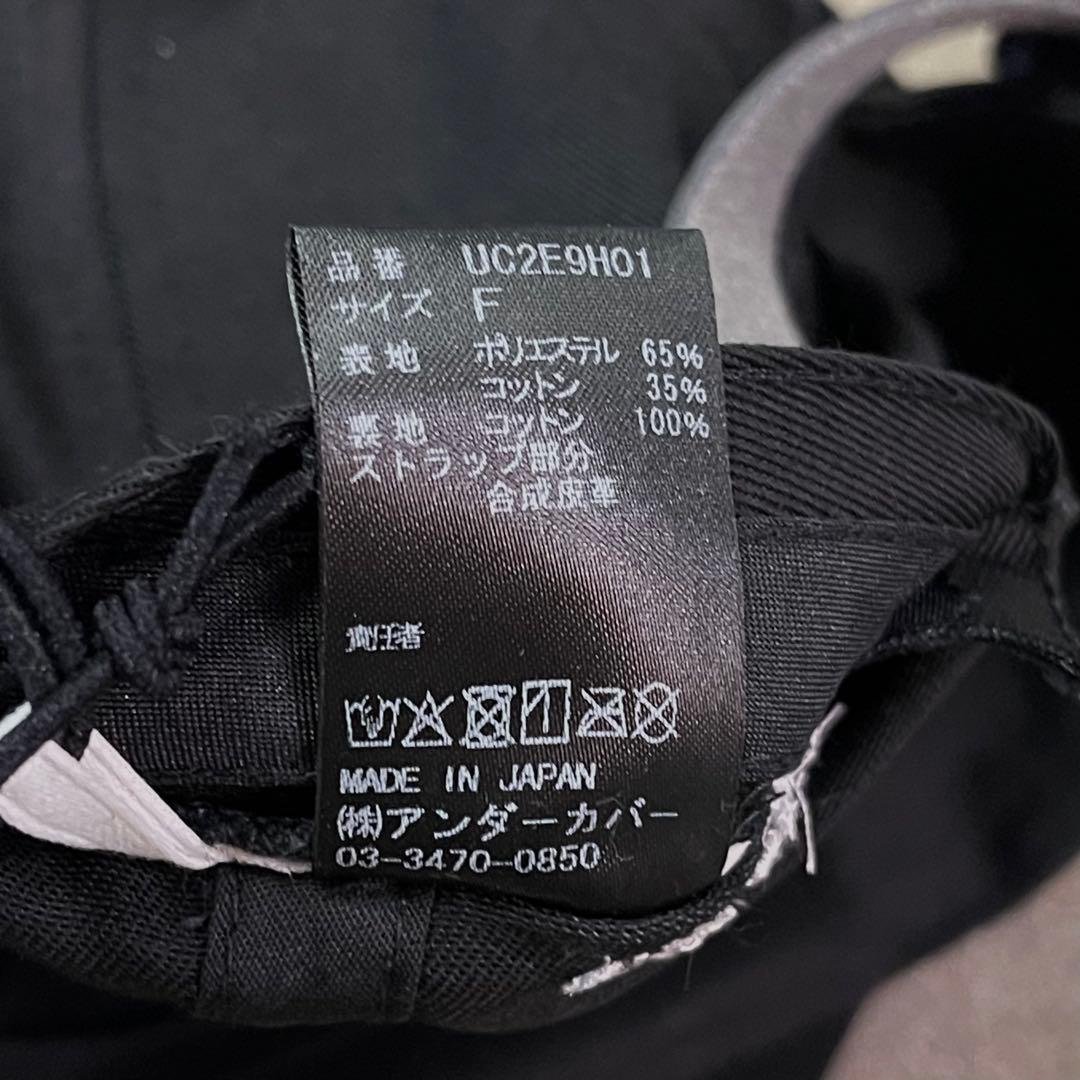 品番 UC2E9H01
サイズ F
表地 ポリエステル 65%
コットン 35%
裏地 コットン 100%
ストラップ部分
合成皮革
責任者
MADE IN JAPAN
(株)アンダーカバー
03-3470-0850